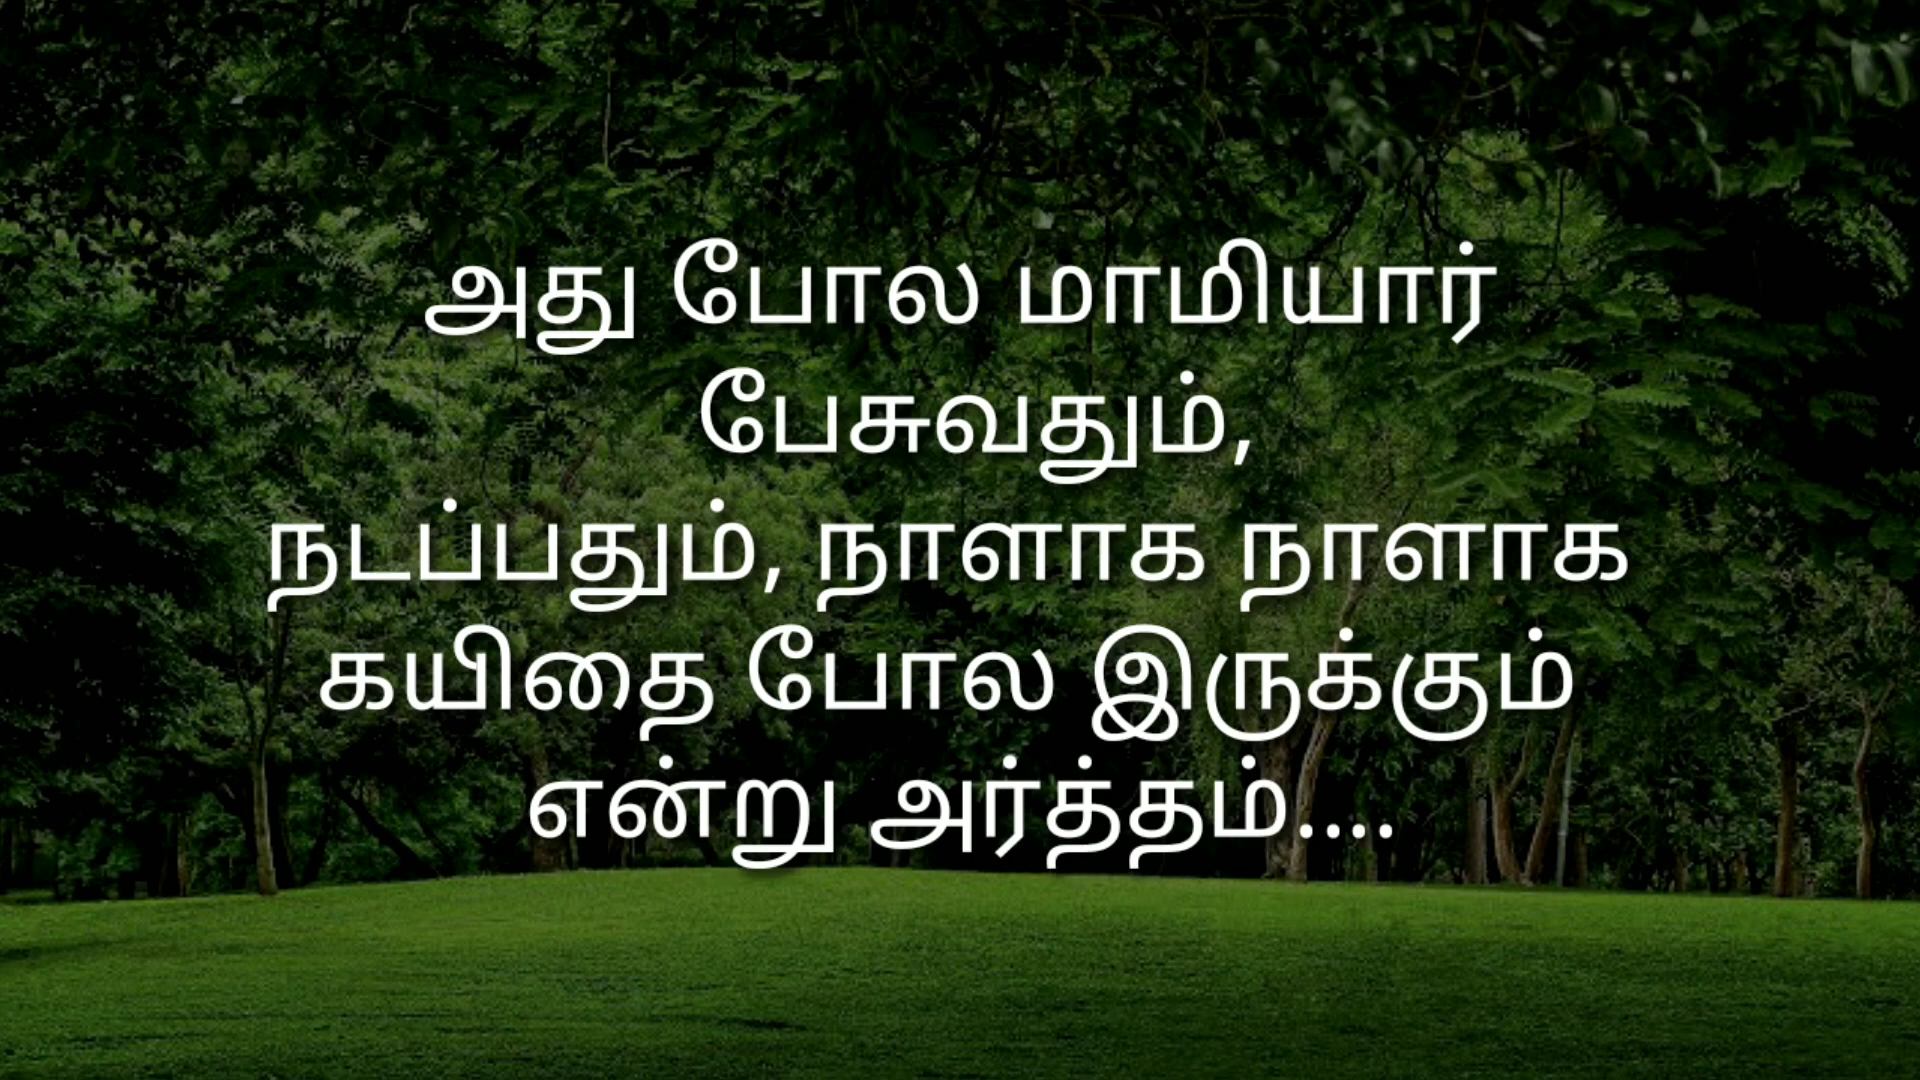 அது போல மாமியார்
பேசுவதும்,
நடப்பதும், நாளாக நாளாக
கயிதை போல இருக்கும்
என்று அர்த்தம்....